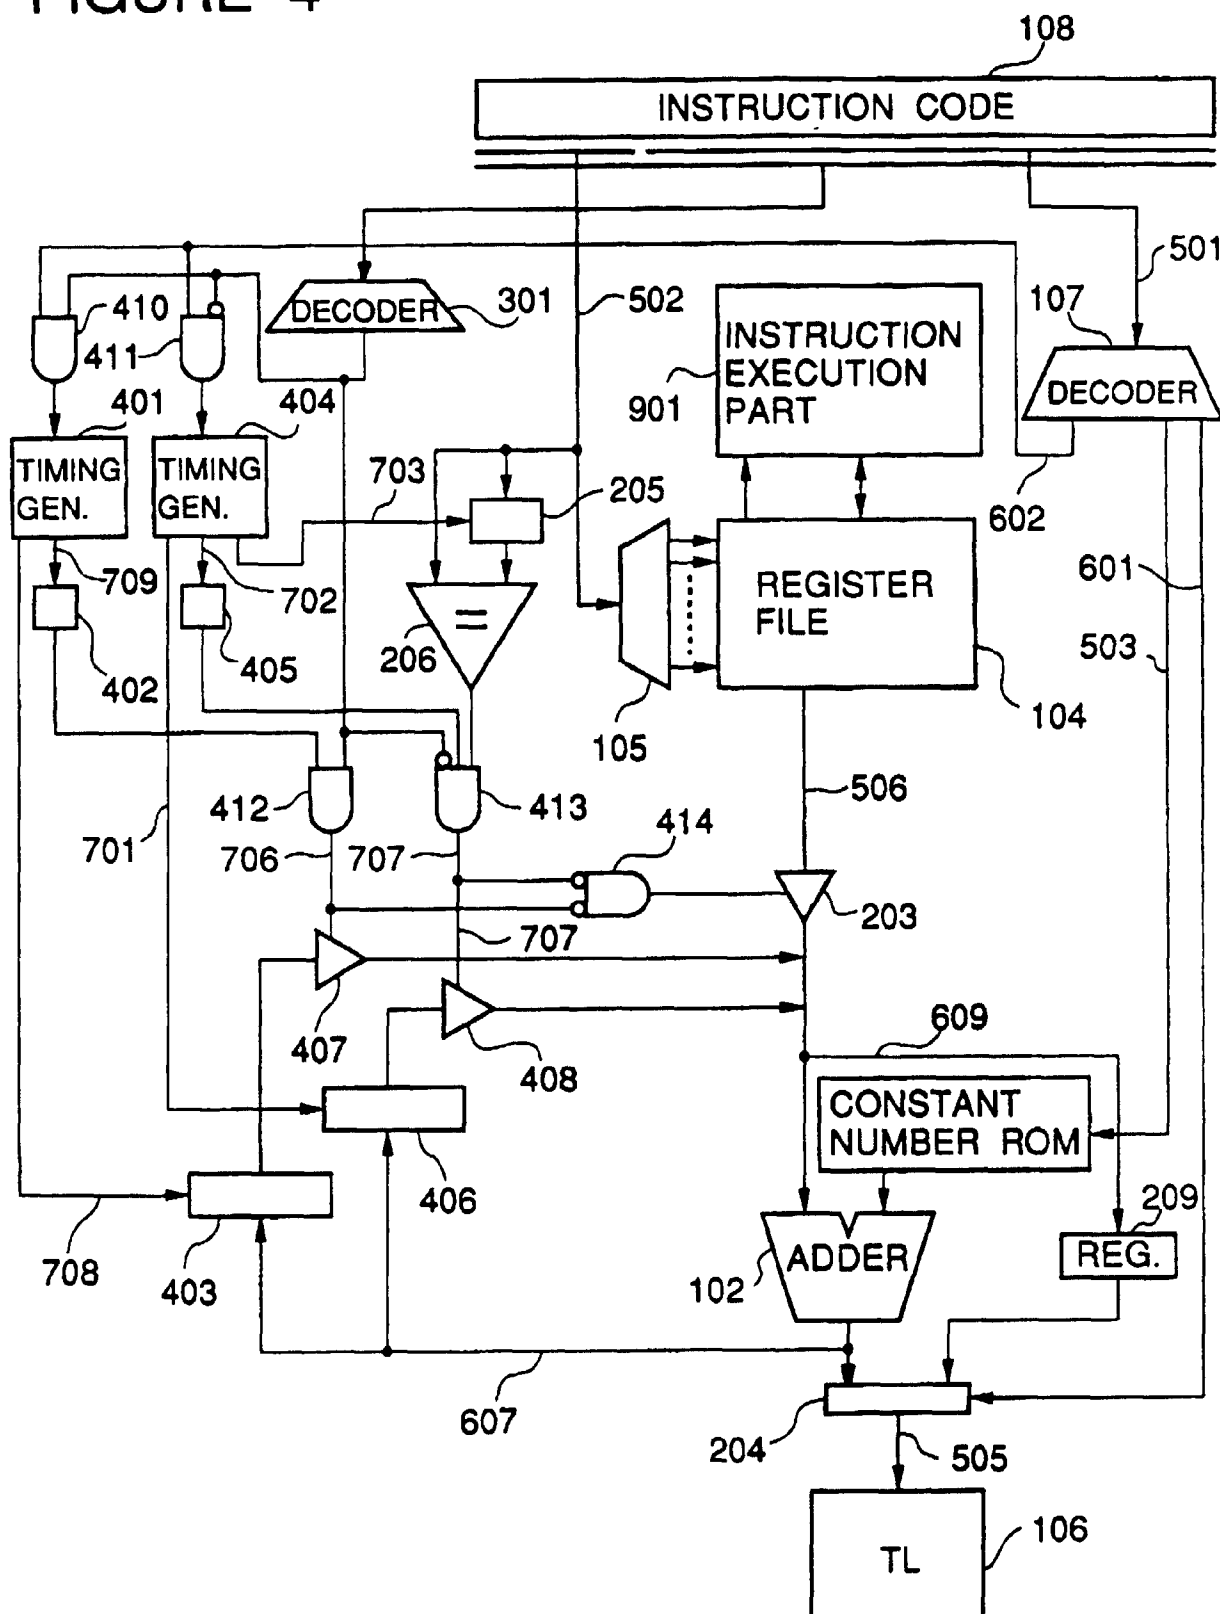 FIGURE 4
108
INSTRUCTION CODE
501
502
107
410
411
DECODER
301
INSTRUCTION
EXECUTION
PART
901
DECODER
401
404
TIMING
GEN.
TIMING
GEN.
703
205
602
601
709
702
REGISTER
FILE
206
402
405
105
104
503
412
413
506
701
706
707
414
203
707
407
408
609
CONSTANT
NUMBER ROM
406
209
REG.
ADDER
102
708
403
607
204
505
TL
106